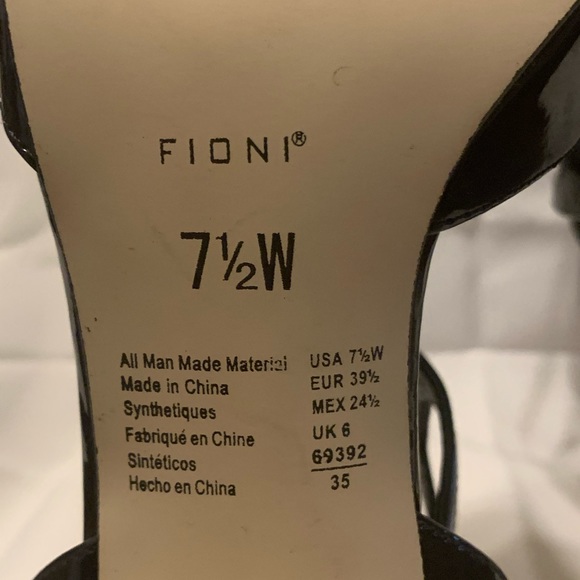 FIONI®
7½W
All Man Made Material USA 7½W
Made in China EUR 39½
Synthetiques MEX 24½
Fabriqué en Chine UK 6
Sintéticos 69392
Hecho en China 35